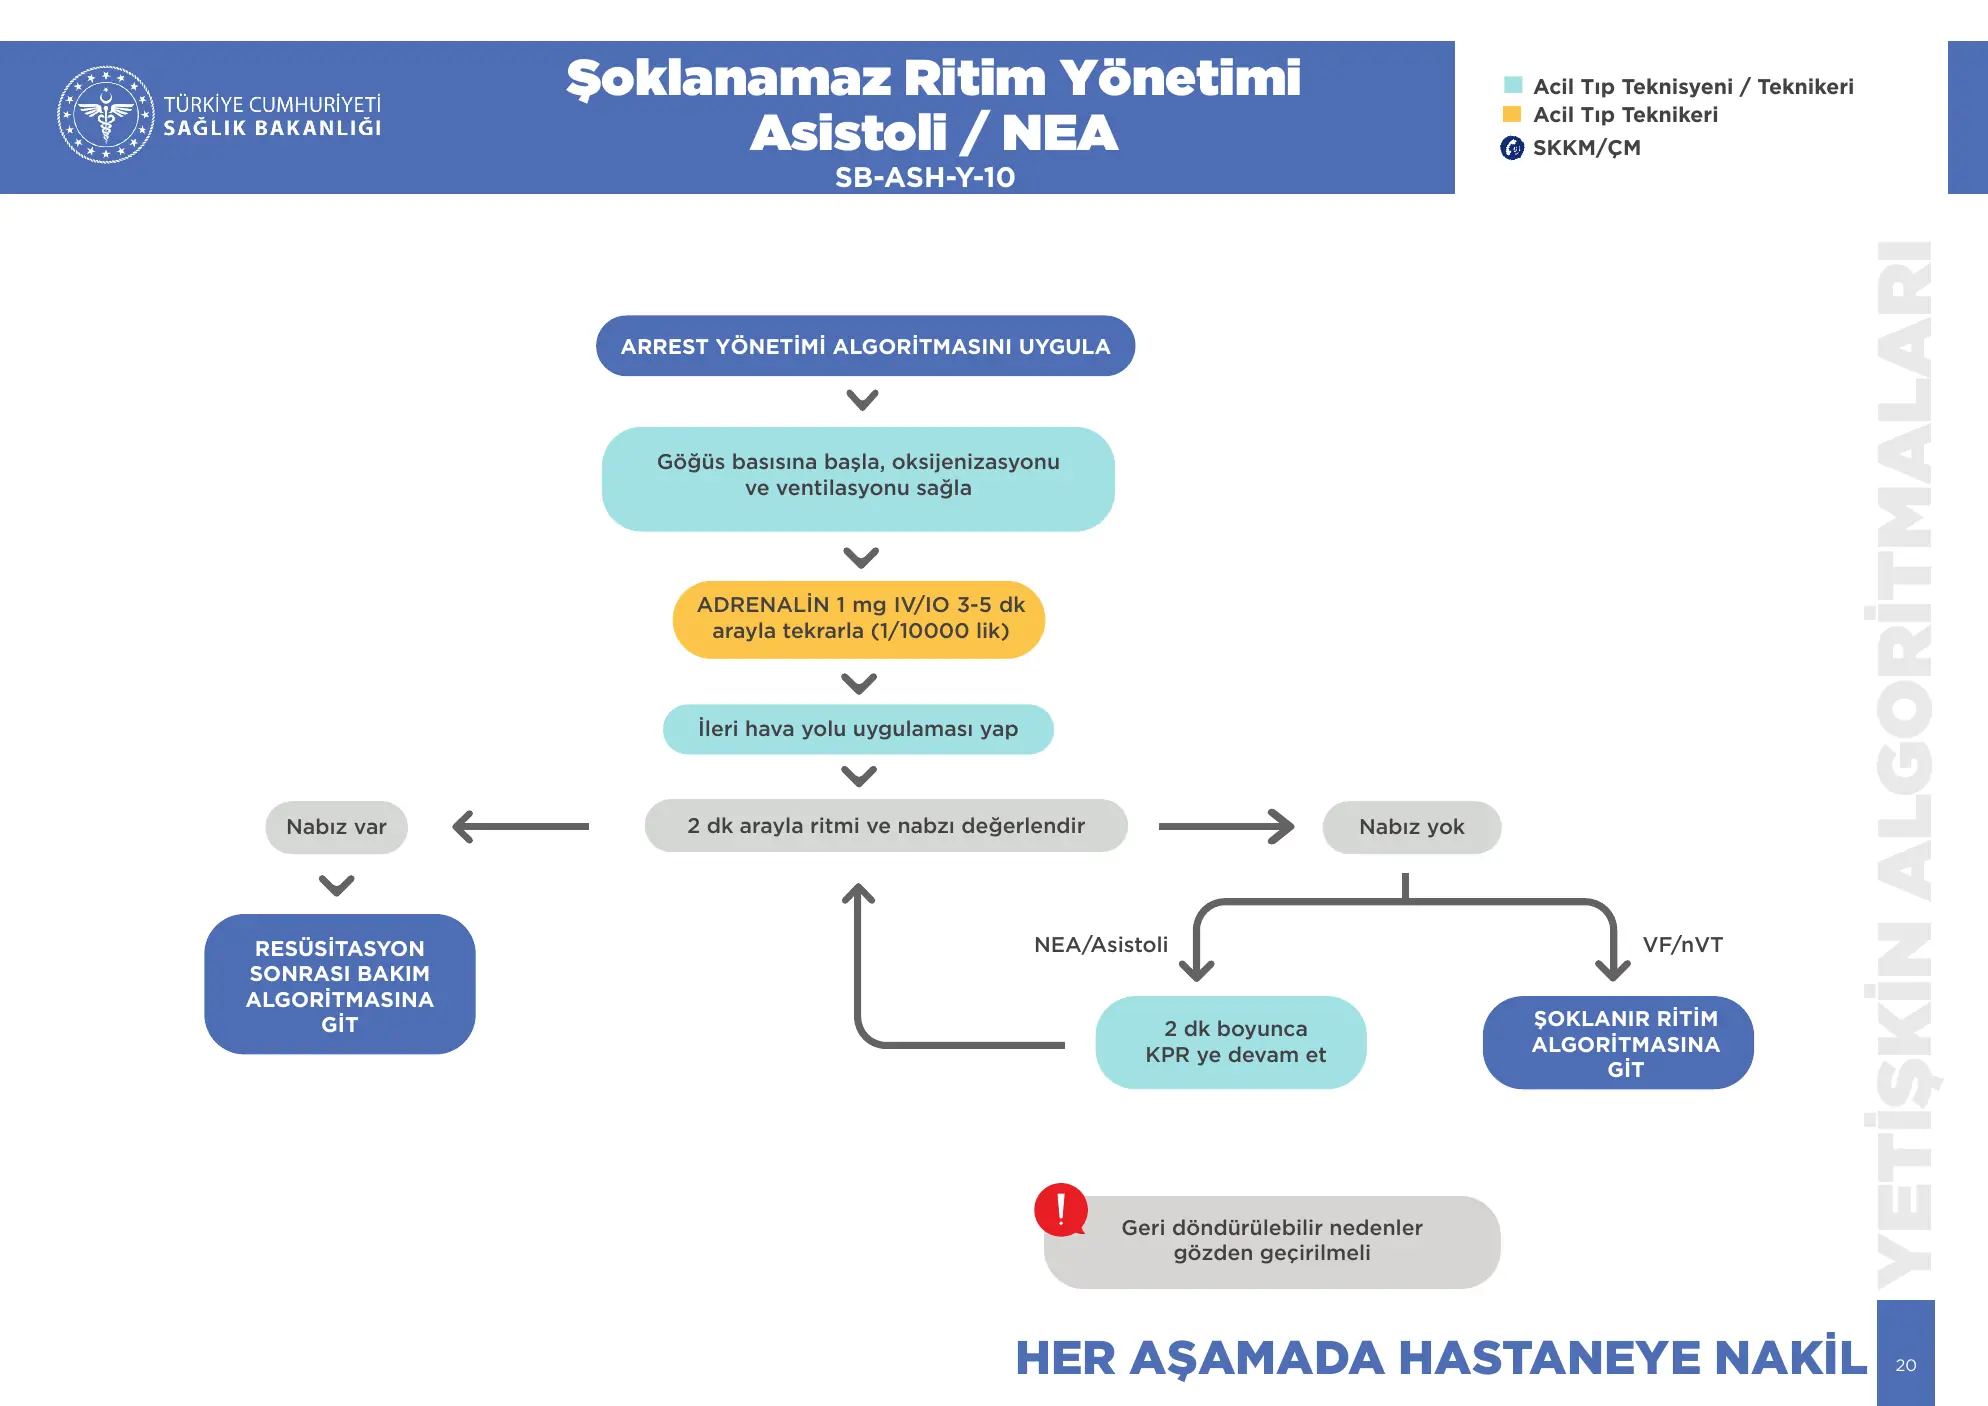 TÜRKİYE CUMHURİYETİ
SAĞLIK BAKANLIĞI
Şoklanamaz Ritim Yönetimi
Asistoli / NEA
SB-ASH-Y-10
Acil Tıp Teknisyeni / Teknikeri
Acil Tıp Teknikeri
SKKM/ÇM
ARREST YÖNETİMİ ALGORİTMASINI UYGULA
Göğüs basısına başla, oksijenizasyonu
ve ventilasyonu sağla
ADRENALİN 1 mg IV/IO 3-5 dk
arayla tekrarla (1/10000 lik)
İleri hava yolu uygulaması yap
Nabız var
2 dk arayla ritmi ve nabzı değerlendir
Nabız yok
RESÜSİTASYON
SONRASI BAKIM
ALGORİTMASINA
GİT
NEA/Asistoli
VF/nVT
2 dk boyunca
KPR ye devam et
ŞOKLANIR RİTİM
ALGORİTMASINA
GİT
!
Geri döndürülebilir nedenler
gözden geçirilmeli
HER AŞAMADA HASTANEYE NAKİL
20
YETİŞKİN ALGORİTMALARI